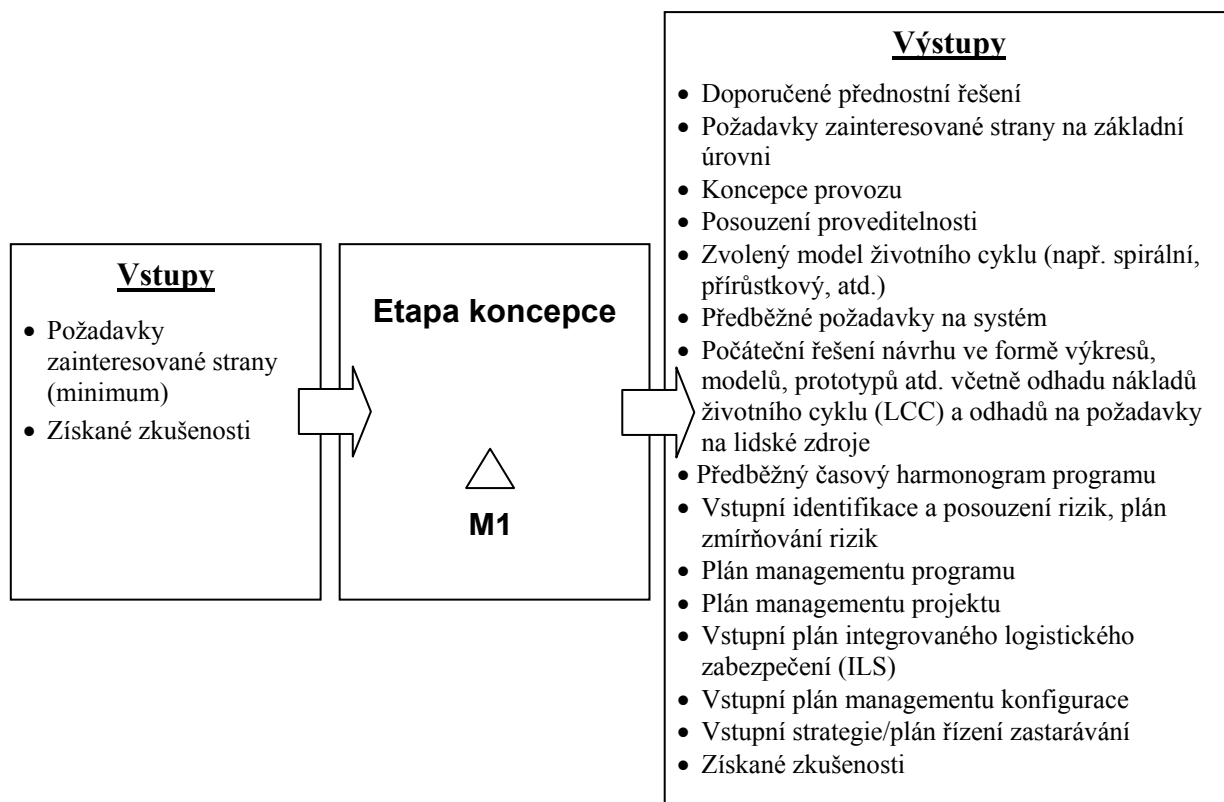 Vstupy
• Požadavky
zainteresované strany
(minimum)
• Získané zkušenosti
Etapa koncepce
M1
Výstupy
• Doporučené přednostní řešení
• Požadavky zainteresované strany na základní
úrovni
• Koncepce provozu
• Posouzení proveditelnosti
• Zvolený model životního cyklu (např. spirální,
přírůstkový, atd.)
• Předběžné požadavky na systém
• Počáteční řešení návrhu ve formě výkresů,
modelů, prototypů atd. včetně odhadu nákladů
životního cyklu (LCC) a odhadů na požadavky
na lidské zdroje
• Předběžný časový harmonogram programu
• Vstupní identifikace a posouzení rizik, plán
zmírňování rizik
• Plán managementu programu
• Plán managementu projektu
• Vstupní plán integrovaného logistického
zabezpečení (ILS)
• Vstupní plán managementu konfigurace
• Vstupní strategie/plán řízení zastarávání
• Získané zkušenosti